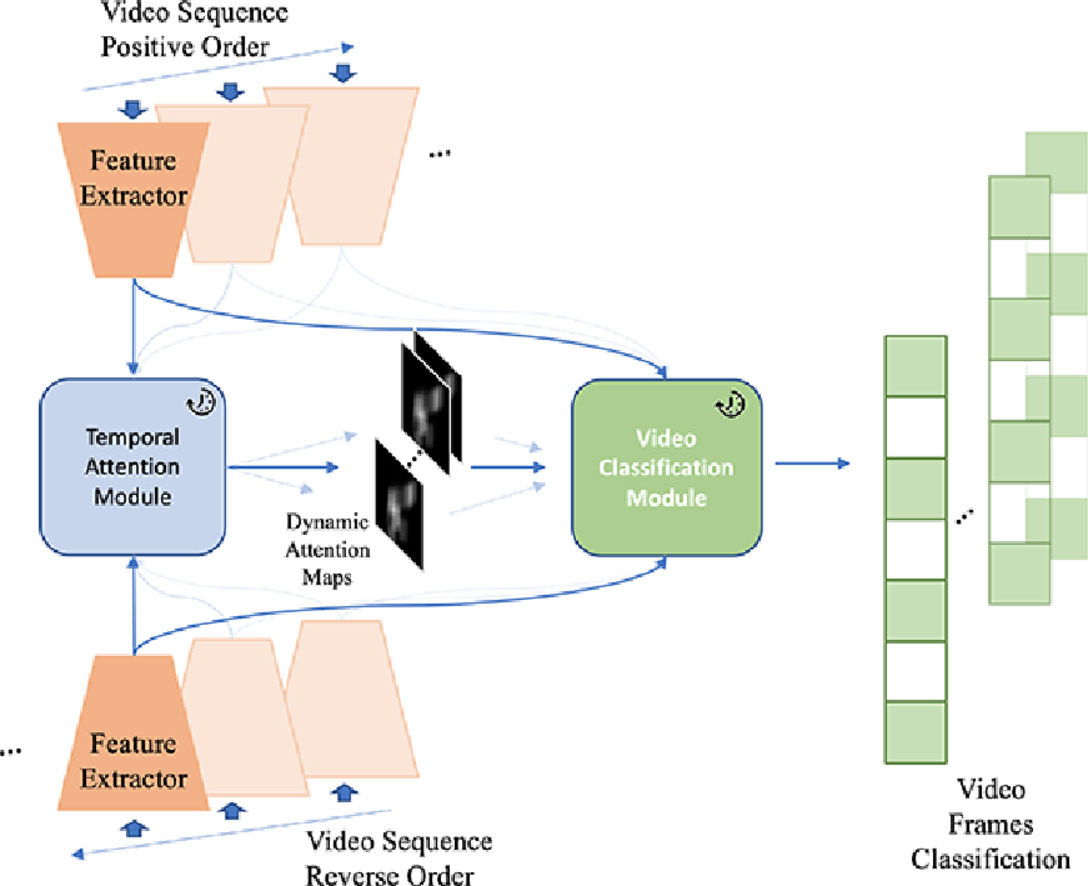 Video Sequence
Positive Order
Feature
Extractor
...
Temporal
Attention
Module
Dynamic
Attention
Maps
Video
Classification
Module
...
Feature
Extractor
...
Video Sequence
Reverse Order
Video
Frames
Classification